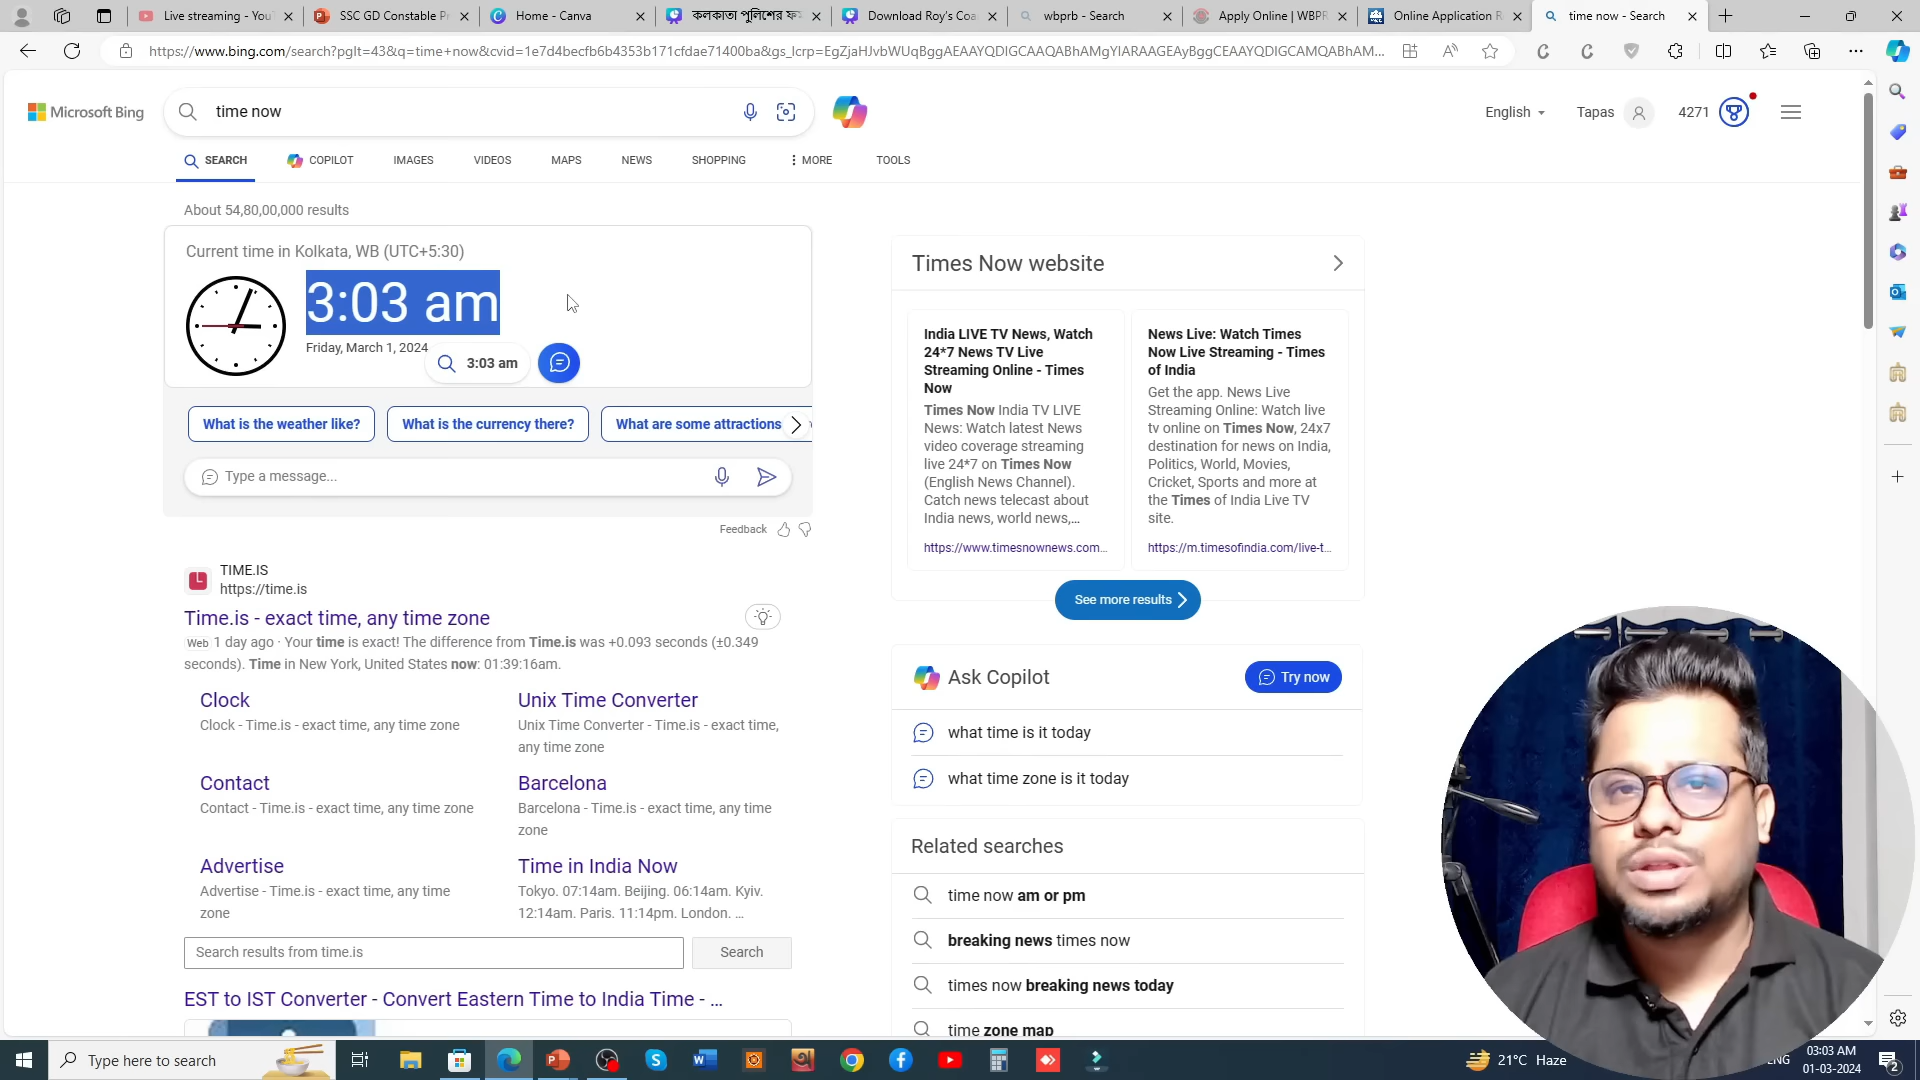 Live streaming - You
SSC GD Constable P
Home - Canva
কলকাতা পুলিশের ফর্ম
Download Roy's Coa
wbprb - Search
Apply Online | WBPR
Online Application R
time now - Search
https://www.bing.com/search?pglt=43&q=time+now&cvid=1e7d4becfb6b4353b171cfdae71400ba&gs_lcrp=EgZjaHJvbWUqBggAEAAYQDIGCAAQABhAMgYIARAAGEAyBggCEAAYQDIGCAMQABhAM...
Microsoft Bing
time now
English
Tapas
4271
SEARCH
COPILOT
IMAGES
VIDEOS
MAPS
NEWS
SHOPPING
MORE
TOOLS
About 54,80,00,000 results
Current time in Kolkata, WB (UTC+5:30)
3:03 am
Friday, March 1, 2024
3:03 am
What is the weather like?
What is the currency there?
What are some attractions
Type a message...
Feedback
TIME.IS
https://time.is
Time.is - exact time, any time zone
Web 1 day ago · Your time is exact! The difference from Time.is was +0.093 seconds (±0.349
seconds). Time in New York, United States now: 01:39:16am.
Clock
Clock - Time.is - exact time, any time zone
Unix Time Converter
Unix Time Converter - Time.is - exact time,
any time zone
Contact
Contact - Time.is - exact time, any time zone
Barcelona
Barcelona - Time.is - exact time, any time
zone
Advertise
Advertise - Time.is - exact time, any time
zone
Time in India Now
Tokyo. 07:14am. Beijing. 06:14am. Kyiv.
12:14am. Paris. 11:14pm. London. ...
Search results from time.is
Search
EST to IST Converter - Convert Eastern Time to India Time - ...
Times Now website
India LIVE TV News, Watch
24*7 News TV Live
Streaming Online - Times
Now
Times Now India TV LIVE
News: Watch latest News
video coverage streaming
live 24*7 on Times Now
(English News Channel).
Catch news telecast about
India news, world news,...
https://www.timesnownews.com...
News Live: Watch Times
Now Live Streaming - Times
of India
Get the app. News Live
Streaming Online: Watch live
tv online on Times Now, 24x7
destination for news on India,
Politics, World, Movies,
Cricket, Sports and more at
the Times of India Live TV
site.
https://m.timesofindia.com/live-t...
See more results
Ask Copilot
Try now
what time is it today
what time zone is it today
Related searches
time now am or pm
breaking news times now
times now breaking news today
time zone map
Type here to search
21°C Haze
ENG
03:03 AM
01-03-2024
2